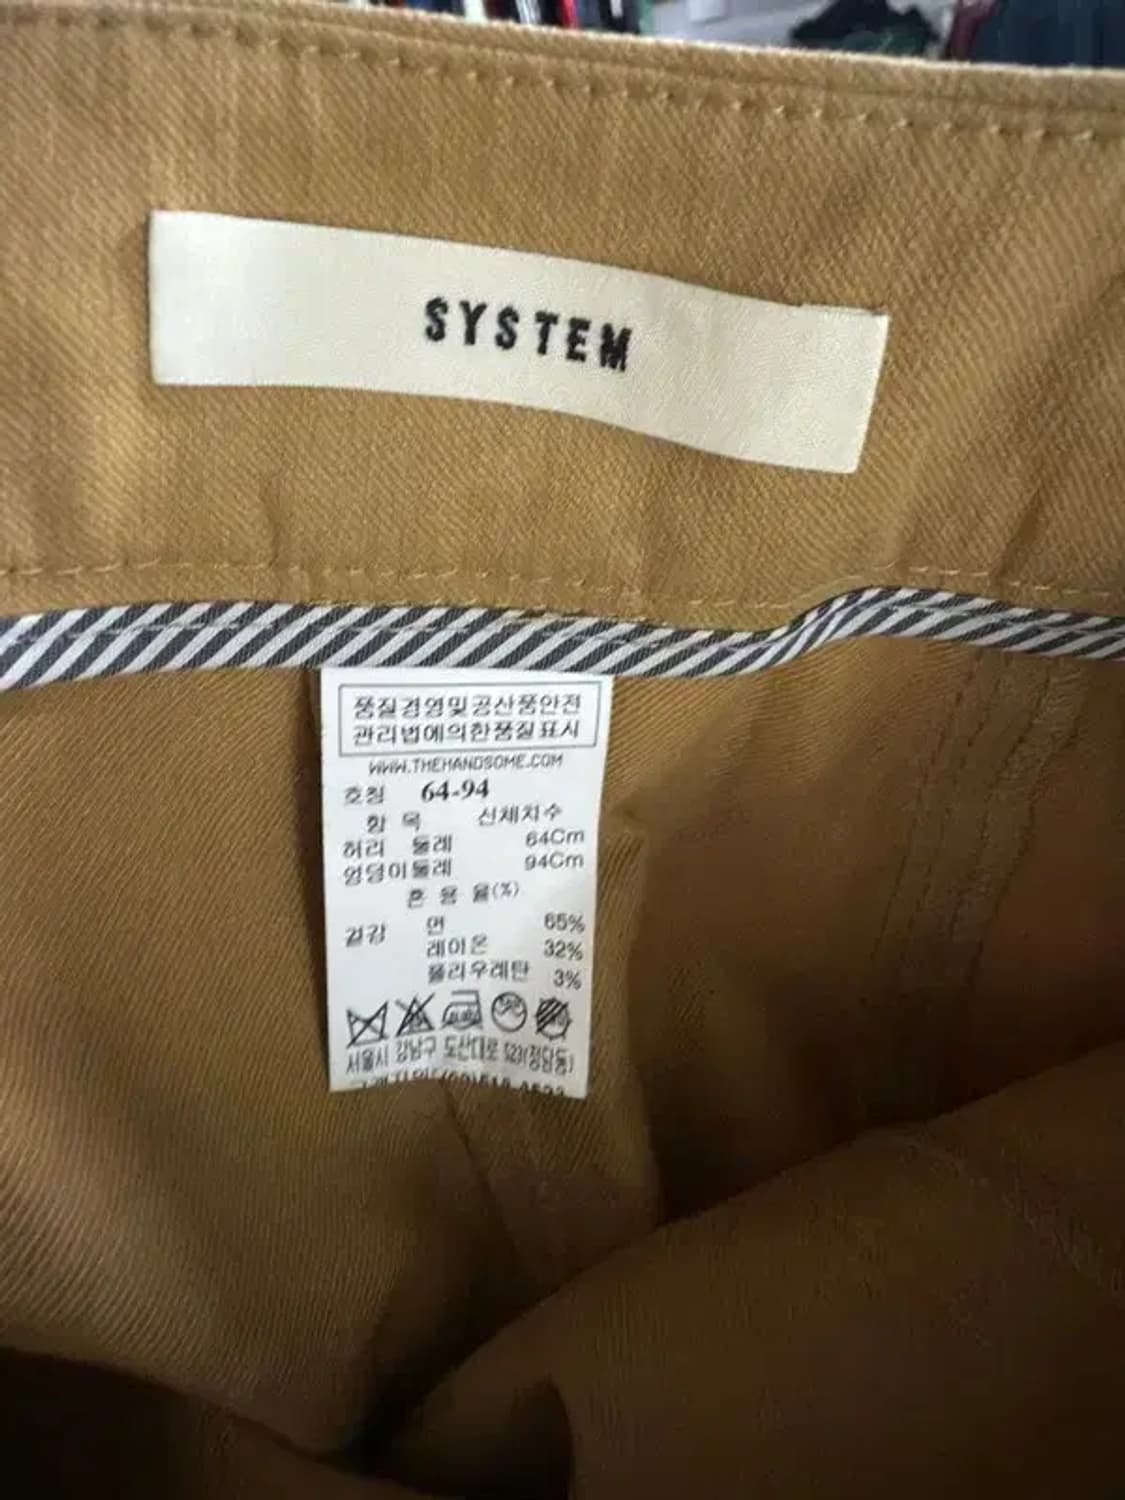 SYSTEM
품질경영및공산품안전
관리법에의한품질표시
WWW.THEHANDSOME.COM
호칭 64-94
항 목 신체치수
허리 둘레 64Cm
엉덩이둘레 94Cm
혼 용 율(%)
겉감 면 65%
레이온 32%
폴리우레탄 3%
서울시 강남구 도산대로 523(청담동)